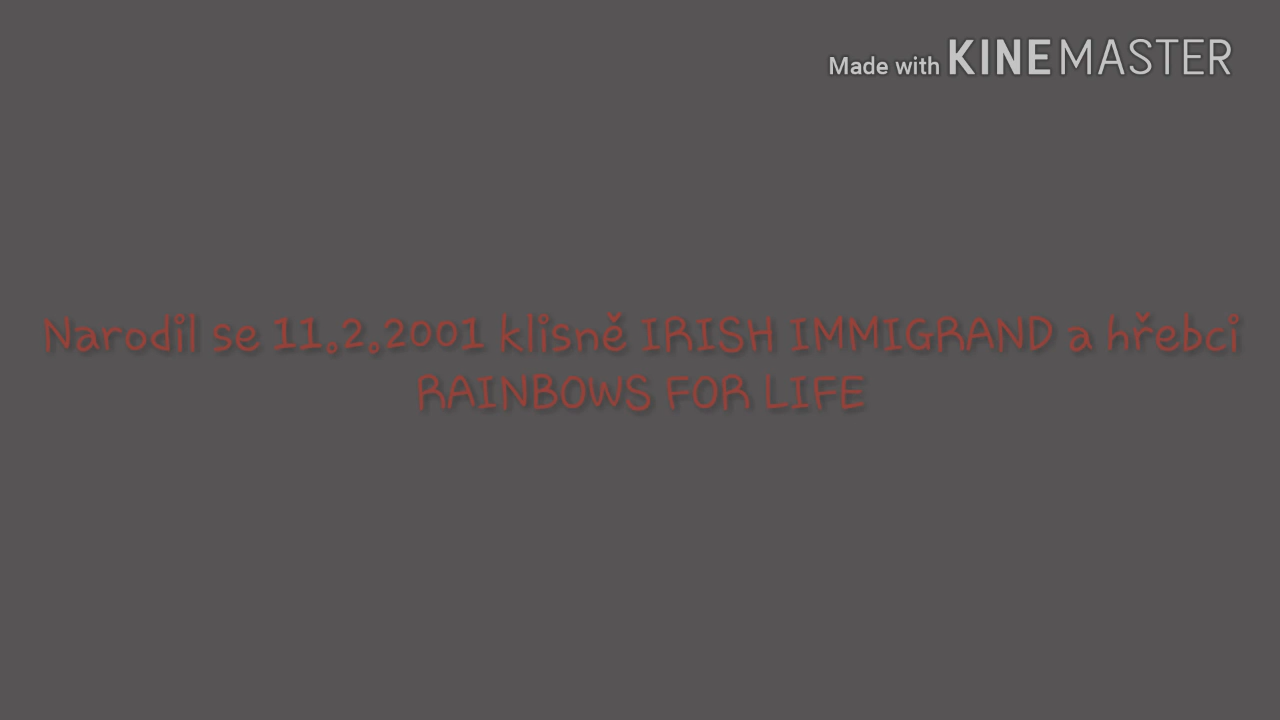 Made with KINEMASTER
Narodil se 11.2.2001 klisně IRISH IMMIGRAND a hřebci
RAINBOWS FOR LIFE